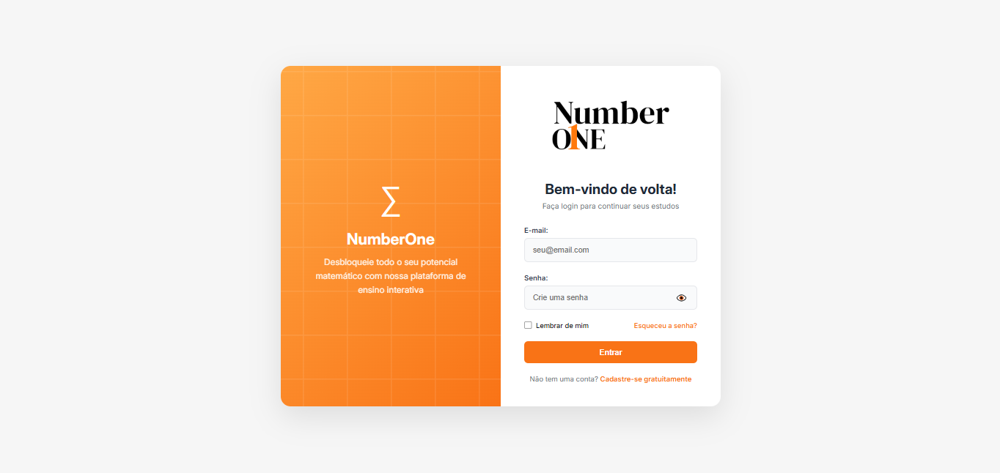 ∑
NumberOne
Desbloqueie todo o seu potencial
matemático com nossa plataforma de
ensino interativa
Number
ONE
Bem-vindo de volta!
Faça login para continuar seus estudos
E-mail:
seu@email.com
Senha:
Crie uma senha
Lembrar de mim
Esqueceu a senha?
Entrar
Não tem uma conta? Cadastre-se gratuitamente